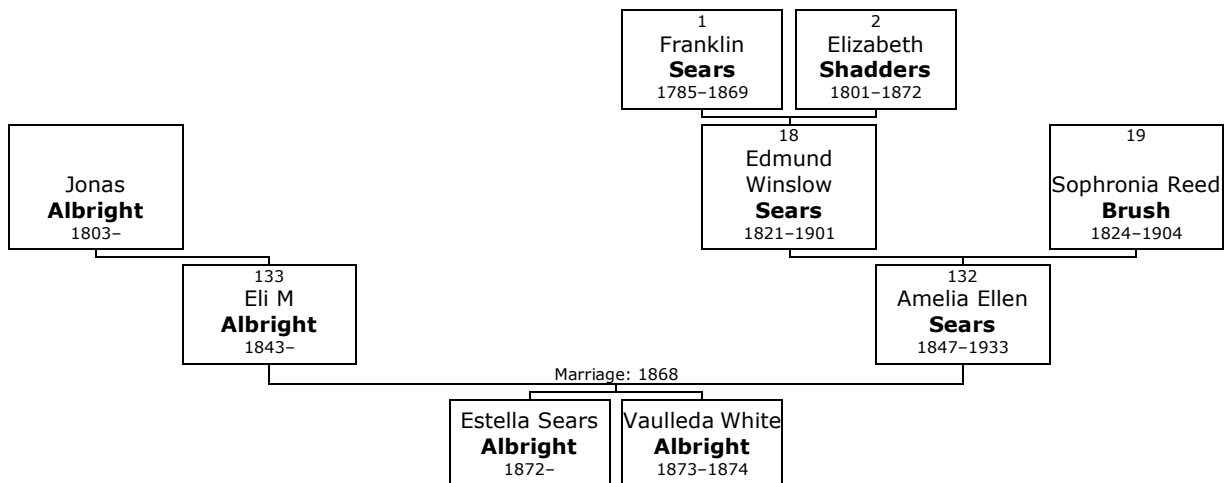 1
Franklin
Sears
1785–1869
2
Elizabeth
Shadders
1801–1872
Jonas
Albright
1803–
18
Edmund
Winslow
Sears
1821–1901
19
Sophronia Reed
Brush
1824–1904
133
Eli M
Albright
1843–
132
Amelia Ellen
Sears
1847–1933
Marriage: 1868
Estella Sears
Albright
1872–
Vaulleda White
Albright
1873–1874